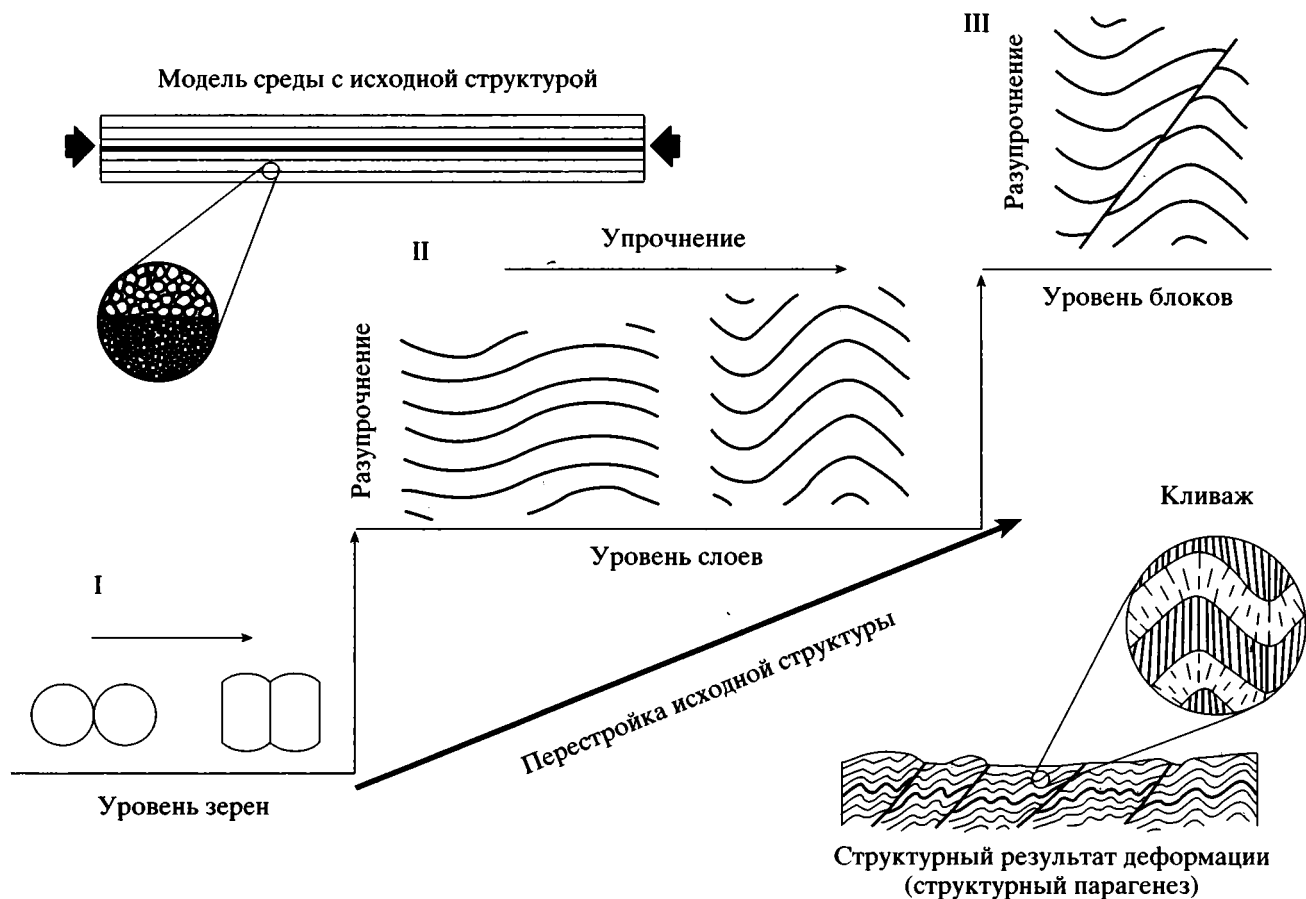 III
Модель среды с исходной структурой
Разупрочнение
II
Упрочнение
Уровень блоков
Разупрочнение
Кливаж
Уровень слоев
I
Перестройка исходной структуры
Уровень зерен
Структурный результат деформации
(структурный парагенез)